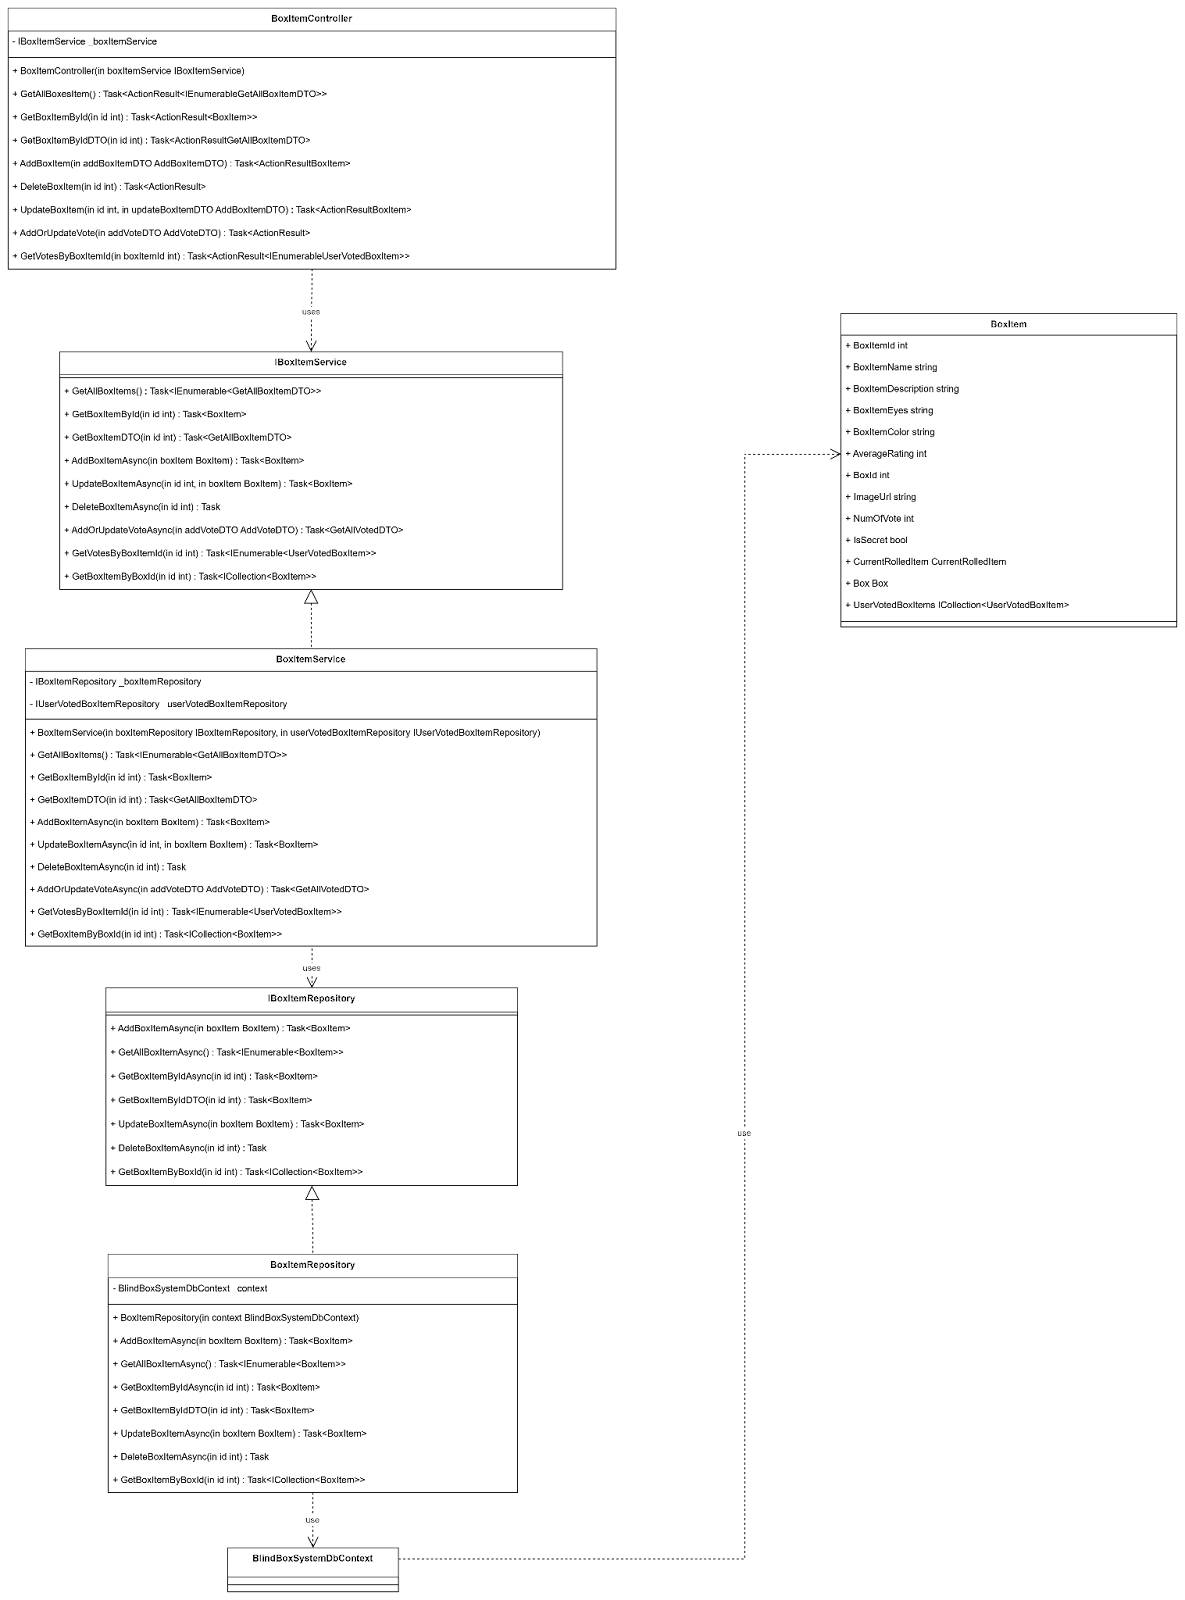 BoxItemController
- IBoxItemService _boxItemService
+ BoxItemController(in boxItemService IBoxItemService)
+ GetAllBoxesItem() : Task<ActionResult<IEnumerableGetAllBoxItemDTO>>
+ GetBoxItemById(in id int) : Task<ActionResult<BoxItem>>
+ GetBoxItemByIdDTO(in id int) : Task<ActionResultGetAllBoxItemDTO>
+ AddBoxItem(in addBoxItemDTO AddBoxItemDTO) : Task<ActionResultBoxItem>
+ DeleteBoxItem(in id int) : Task<ActionResult>
+ UpdateBoxItem(in id int, in updateBoxItemDTO AddBoxItemDTO) : Task<ActionResultBoxItem>
+ AddOrUpdateVote(in addVoteDTO AddVoteDTO) : Task<ActionResult>
+ GetVotesByBoxItemId(in boxItemId int) : Task<ActionResult<IEnumerableUserVotedBoxItem>>
uses
IBoxItemService
+ GetAllBoxItems() : Task<IEnumerable<GetAllBoxItemDTO>>
+ GetBoxItemById(in id int) : Task<BoxItem>
+ GetBoxItemDTO(in id int) : Task<GetAllBoxItemDTO>
+ AddBoxItemAsync(in boxItem BoxItem) : Task<BoxItem>
+ UpdateBoxItemAsync(in id int, in boxItem BoxItem) : Task<BoxItem>
+ DeleteBoxItemAsync(in id int) : Task
+ AddOrUpdateVoteAsync(in addVoteDTO AddVoteDTO) : Task<GetAllVotedDTO>
+ GetVotesByBoxItemId(in id int) : Task<IEnumerable<UserVotedBoxItem>>
+ GetBoxItemByBoxId(in id int) : Task<ICollection<BoxItem>>
BoxItemService
- IBoxItemRepository _boxItemRepository
- IUserVotedBoxItemRepository userVotedBoxItemRepository
+ BoxItemService(in boxItemRepository IBoxItemRepository, in userVotedBoxItemRepository IUserVotedBoxItemRepository)
+ GetAllBoxItems() : Task<IEnumerable<GetAllBoxItemDTO>>
+ GetBoxItemById(in id int) : Task<BoxItem>
+ GetBoxItemDTO(in id int) : Task<GetAllBoxItemDTO>
+ AddBoxItemAsync(in boxItem BoxItem) : Task<BoxItem>
+ UpdateBoxItemAsync(in id int, in boxItem BoxItem) : Task<BoxItem>
+ DeleteBoxItemAsync(in id int) : Task
+ AddOrUpdateVoteAsync(in addVoteDTO AddVoteDTO) : Task<GetAllVotedDTO>
+ GetVotesByBoxItemId(in id int) : Task<IEnumerable<UserVotedBoxItem>>
+ GetBoxItemByBoxId(in id int) : Task<ICollection<BoxItem>>
uses
IBoxItemRepository
+ AddBoxItemAsync(in boxItem BoxItem) : Task<BoxItem>
+ GetAllBoxItemAsync() : Task<IEnumerable<BoxItem>>
+ GetBoxItemByIdAsync(in id int) : Task<BoxItem>
+ GetBoxItemByIdDTO(in id int) : Task<BoxItem>
+ UpdateBoxItemAsync(in boxItem BoxItem) : Task<BoxItem>
+ DeleteBoxItemAsync(in id int) : Task
+ GetBoxItemByBoxId(in id int) : Task<ICollection<BoxItem>>
BoxItemRepository
- BlindBoxSystemDbContext context
+ BoxItemRepository(in context BlindBoxSystemDbContext)
+ AddBoxItemAsync(in boxItem BoxItem) : Task<BoxItem>
+ GetAllBoxItemAsync() : Task<IEnumerable<BoxItem>>
+ GetBoxItemByIdAsync(in id int) : Task<BoxItem>
+ GetBoxItemByIdDTO(in id int) : Task<BoxItem>
+ UpdateBoxItemAsync(in boxItem BoxItem) : Task<BoxItem>
+ DeleteBoxItemAsync(in id int) : Task
+ GetBoxItemByBoxId(in id int) : Task<ICollection<BoxItem>>
use
BlindBoxSystemDbContext
use
BoxItem
+ BoxItemId int
+ BoxItemName string
+ BoxItemDescription string
+ BoxItemEyes string
+ BoxItemColor string
+ AverageRating int
+ BoxId int
+ ImageUrl string
+ NumOfVote int
+ IsSecret bool
+ CurrentRolledItem CurrentRolledItem
+ Box Box
+ UserVotedBoxItems ICollection<UserVotedBoxItem>